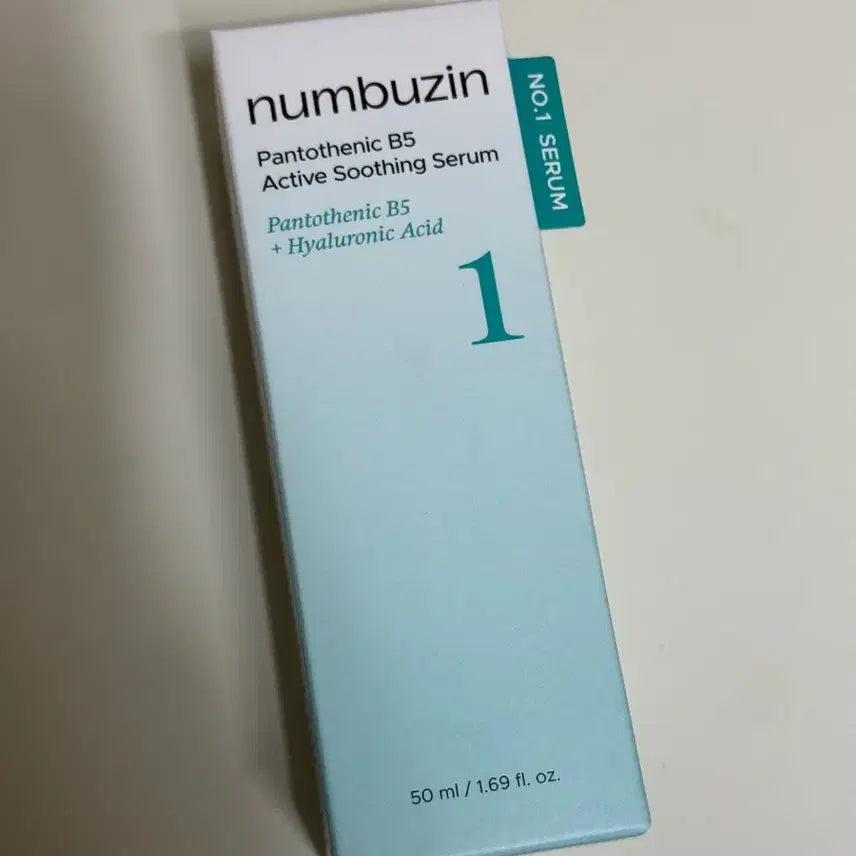 numbuzin
Pantothenic B5
Active Soothing Serum
Pantothenic B5
+ Hyaluronic Acid
1
NO.1 SERUM
50 ml / 1.69 fl. oz.